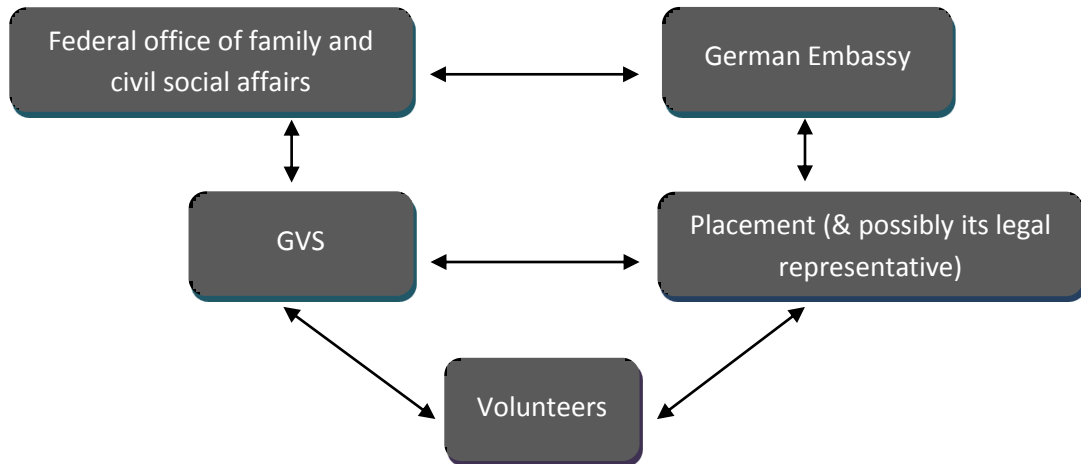 Federal office of family and
civil social affairs
German Embassy
GVS
Placement (& possibly its legal
representative)
Volunteers